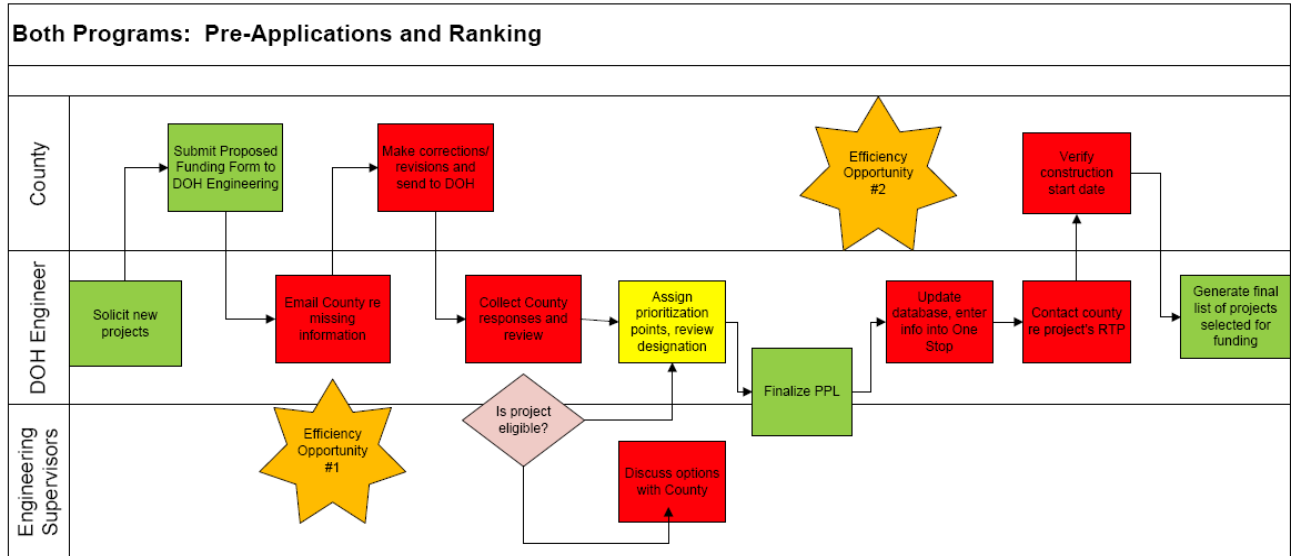 Both Programs:  Pre-Applications and Ranking
County
Submit Proposed
Funding Form to
DOH Engineering
Make corrections/
revisions and
send to DOH
Efficiency
Opportunity
#2
Verify
construction
start date
DOH Engineer
Solicit new
projects
Email County re
missing
information
Collect County
responses and
review
Assign
prioritization
points, review
designation
Finalize PPL
Update
database, enter
info into One
Stop
Contact county
re project's RTP
Generate final
list of projects
selected for
funding
Engineering
Supervisors
Efficiency
Opportunity
#1
Is project
eligible?
Discuss options
with County